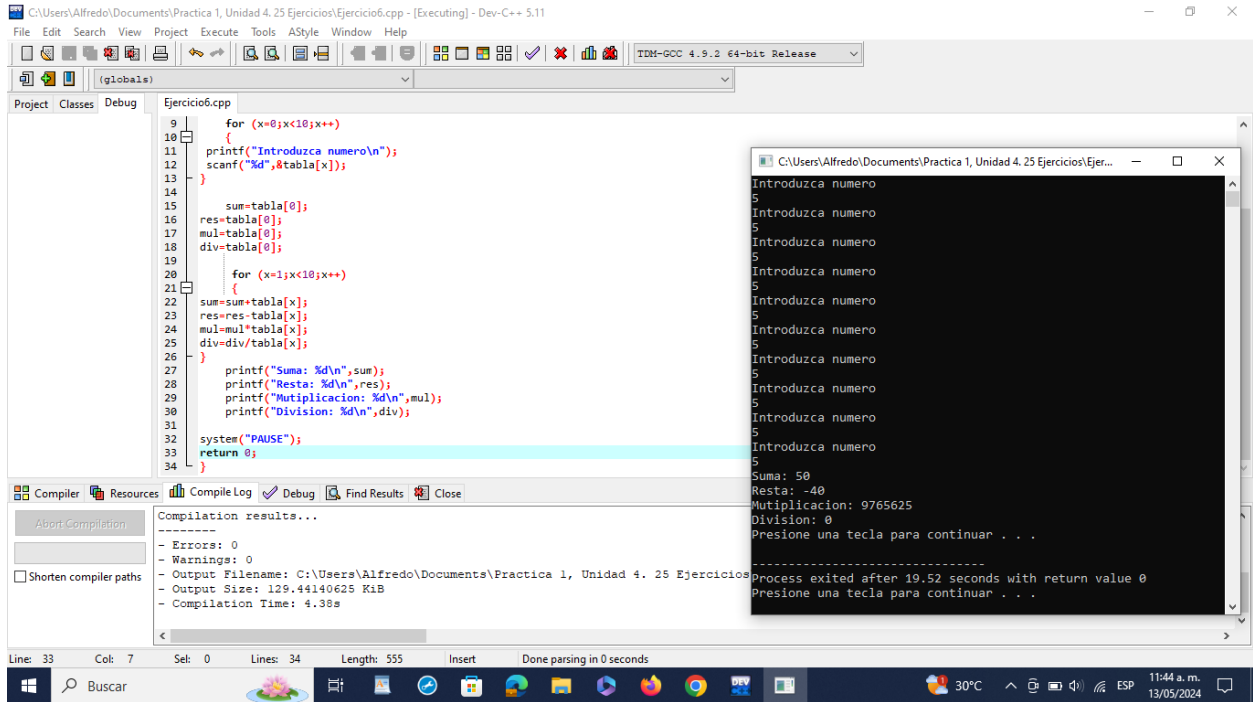 C:\Users\Alfredo\Documents\Practica 1, Unidad 4. 25 Ejercicios\Ejercicio6.cpp - [Executing] - Dev-C++ 5.11
File Edit Search View Project Execute Tools AStyle Window Help
TDM-GCC 4.9.2 64-bit Release
(globals)
Project Classes Debug
Ejercicio6.cpp
9 for (x=0;x<10;x++)
10 {
11 printf("Introduzca numero\n");
12 scanf("%d",&tabla[x]);
13 }
14
15 sum=tabla[0];
16 res=tabla[0];
17 mul=tabla[0];
18 div=tabla[0];
19
20 for (x=1;x<10;x++)
21 {
22 sum=sum+tabla[x];
23 res=res-tabla[x];
24 mul=mul*tabla[x];
25 div=div/tabla[x];
26 }
27 printf("Suma: %d\n",sum);
28 printf("Resta: %d\n",res);
29 printf("Mutiplicacion: %d\n",mul);
30 printf("Division: %d\n",div);
31
32 system("PAUSE");
33 return 0;
34 }
C:\Users\Alfredo\Documents\Practica 1, Unidad 4. 25 Ejercicios\Ejer...
Introduzca numero
5
Introduzca numero
5
Introduzca numero
5
Introduzca numero
5
Introduzca numero
5
Introduzca numero
5
Introduzca numero
5
Introduzca numero
5
Introduzca numero
5
Introduzca numero
5
Suma: 50
Resta: -40
Mutiplicacion: 9765625
Division: 0
Presione una tecla para continuar . . .
--------------------------------
Process exited after 19.52 seconds with return value 0
Presione una tecla para continuar . . .
Compiler Resources Compile Log Debug Find Results Close
Abort Compilation
Shorten compiler paths
Compilation results...
--------
- Errors: 0
- Warnings: 0
- Output Filename: C:\Users\Alfredo\Documents\Practica 1, Unidad 4. 25 Ejercicios
- Output Size: 129.44140625 KiB
- Compilation Time: 4.38s
Line: 33 Col: 7 Sel: 0 Lines: 34 Length: 555 Insert Done parsing in 0 seconds
Buscar
DEV
30°C
ESP
11:44 a. m.
13/05/2024